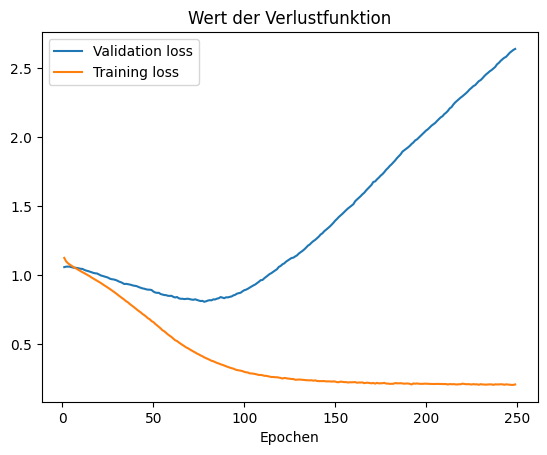 Wert der Verlustfunktion
Validation loss
Training loss
2.5
2.0
1.5
1.0
0.5
0 50 100 150 200 250
Epochen